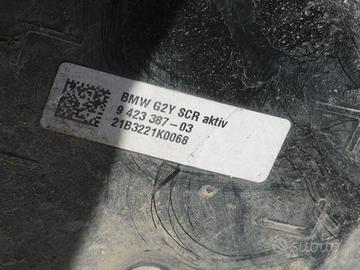 BMW G2Y SCR aktiv
9 423 387-03
21B3221K0068
subito